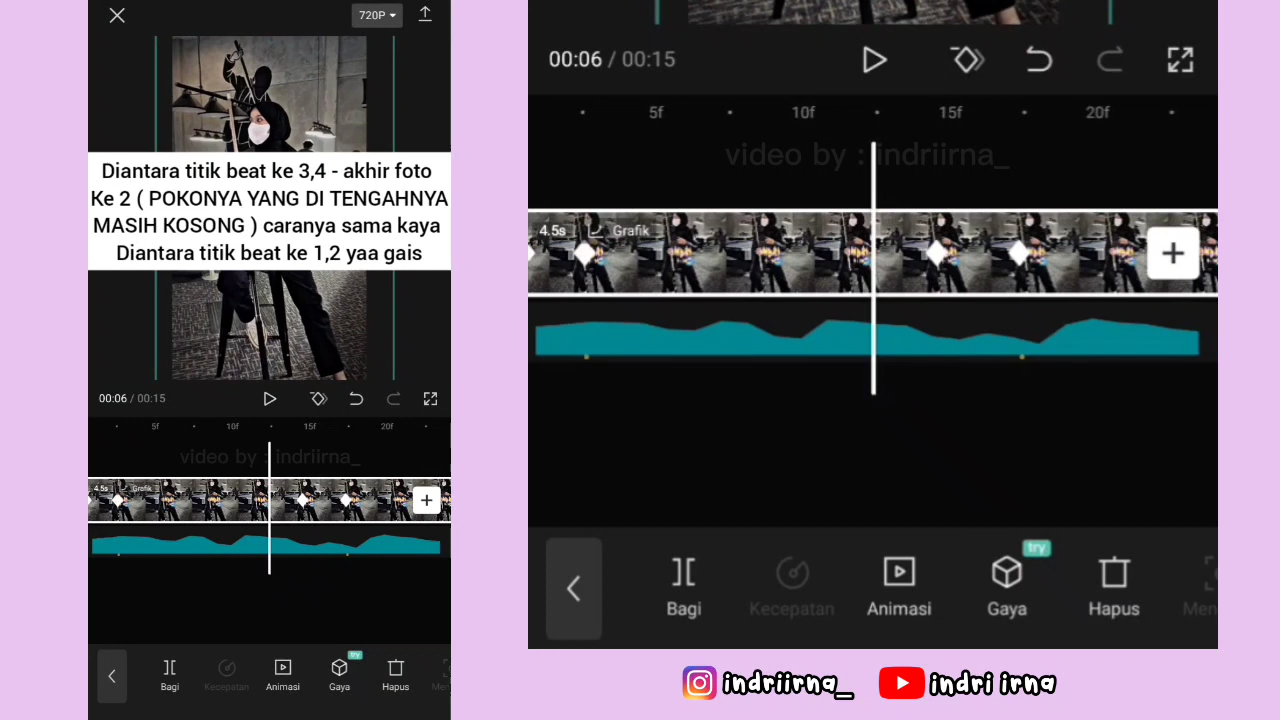 720P
Diantara titik beat ke 3,4 - akhir foto
Ke 2 ( POKONYA YANG DI TENGAHNYA
MASIH KOSONG ) caranya sama kaya
Diantara titik beat ke 1,2 yaa gais
00:06 / 00:15
5f 10f 15f 20f
video by : indriirna_
4.5s Grafik
try
Bagi Kecepatan Animasi Gaya Hapus Men
00:06 / 00:15
5f 10f 15f 20f
video by : indriirna_
4.5s Grafik
try
Bagi Kecepatan Animasi Gaya Hapus Men
indriirna_ indri irna